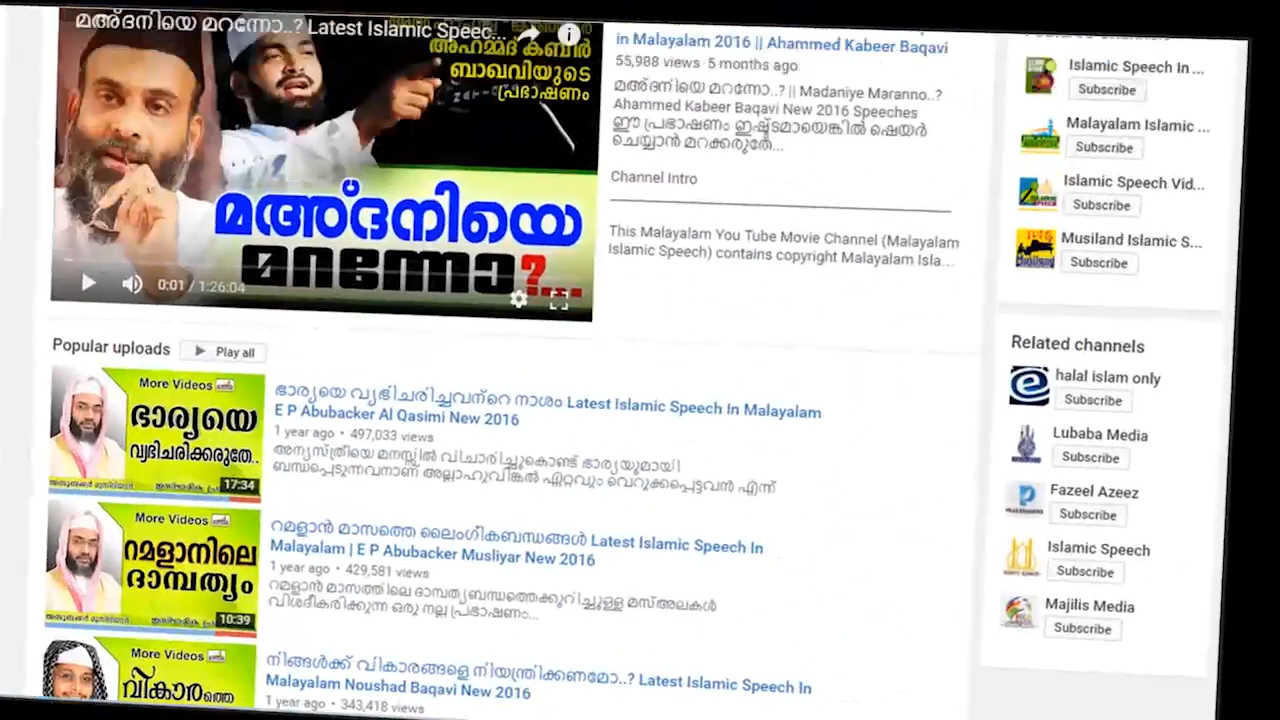 മഅ്ദനിയെ മറന്നോ..? Latest Islamic Speec...
അഹമ്മദ് കബീർ
ബാഖവിയുടെ
പ്രഭാഷണം
മഅ്ദനിയെ
മറന്നോ?...
0:01 / 1:26:04
in Malayalam 2016 || Ahammed Kabeer Baqavi
55,988 views · 5 months ago
മഅ്ദനിയെ മറന്നോ..? || Madaniye Maranno..?
Ahammed Kabeer Baqavi New 2016 Speeches
ഈ പ്രഭാഷണം ഇഷ്ടമായെങ്കിൽ ഷെയർ
ചെയ്യാൻ മറക്കരുതേ...
Channel Intro
This Malayalam You Tube Movie Channel (Malayalam
Islamic Speech) contains copyright Malayalam Isla...
Islamic Speech In ...
Subscribe
Malayalam Islamic ...
Subscribe
Islamic Speech Vid...
Subscribe
Musiland Islamic S...
Subscribe
Popular uploads
Play all
More Videos
ഭാര്യയെ
വ്യഭിചരിക്കരുതേ..
17:34
ഭാര്യയെ വ്യഭിചരിച്ചവന്റെ നാശം Latest Islamic Speech In Malayalam
E P Abubacker Al Qasimi New 2016
1 year ago · 497,033 views
അന്യസ്ത്രീയെ മനസ്സിൽ വിചാരിച്ചുകൊണ്ട് ഭാര്യയുമായി
ബന്ധപ്പെടുന്നവനാണ് അല്ലാഹുവിങ്കൽ ഏറ്റവും വെറുക്കപ്പെട്ടവൻ എന്ന്
More Videos
റമളാനിലെ
ദാമ്പത്യം
10:39
റമളാൻ മാസത്തെ ലൈംഗീകബന്ധങ്ങൾ Latest Islamic Speech In
Malayalam | E P Abubacker Musliyar New 2016
1 year ago · 429,581 views
റമളാൻ മാസത്തിലെ ദാമ്പത്യബന്ധത്തെക്കുറിച്ചുള്ള മസ്അലകൾ
വിശദീകരിക്കുന്ന ഒരു നല്ല പ്രഭാഷണം...
More Videos
വികാരത്തെ
നിങ്ങൾക്ക് വികാരങ്ങളെ നിയന്ത്രിക്കണമോ..? Latest Islamic Speech In
Malayalam Noushad Baqavi New 2016
1 year ago · 343,418 views
Related channels
halal islam only
Subscribe
Lubaba Media
Subscribe
Fazeel Azeez
Subscribe
Islamic Speech
Subscribe
Majilis Media
Subscribe